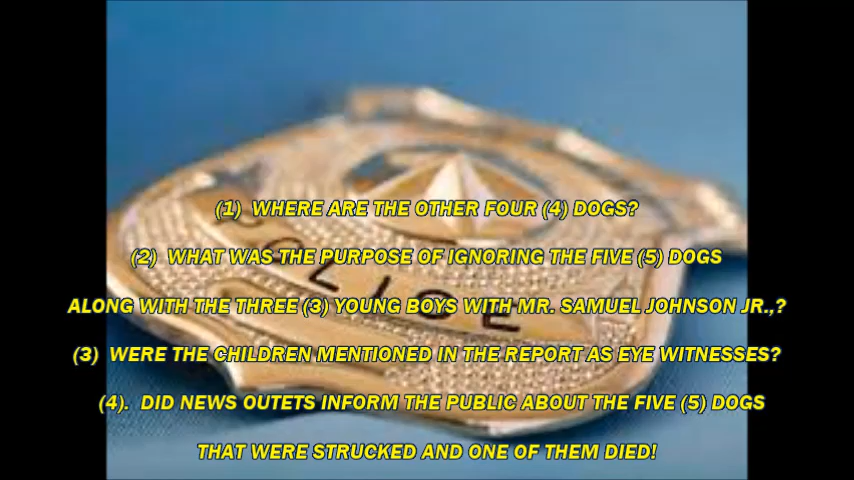 (1) WHERE ARE THE OTHER FOUR (4) DOGS?
(2) WHAT WAS THE PURPOSE OF IGNORING THE FIVE (5) DOGS
ALONG WITH THE THREE (3) YOUNG BOYS WITH MR. SAMUEL JOHNSON JR.,?
(3) WERE THE CHILDREN MENTIONED IN THE REPORT AS EYE WITNESSES?
(4). DID NEWS OUTETS INFORM THE PUBLIC ABOUT THE FIVE (5) DOGS
THAT WERE STRUCKED AND ONE OF THEM DIED!
POLICE